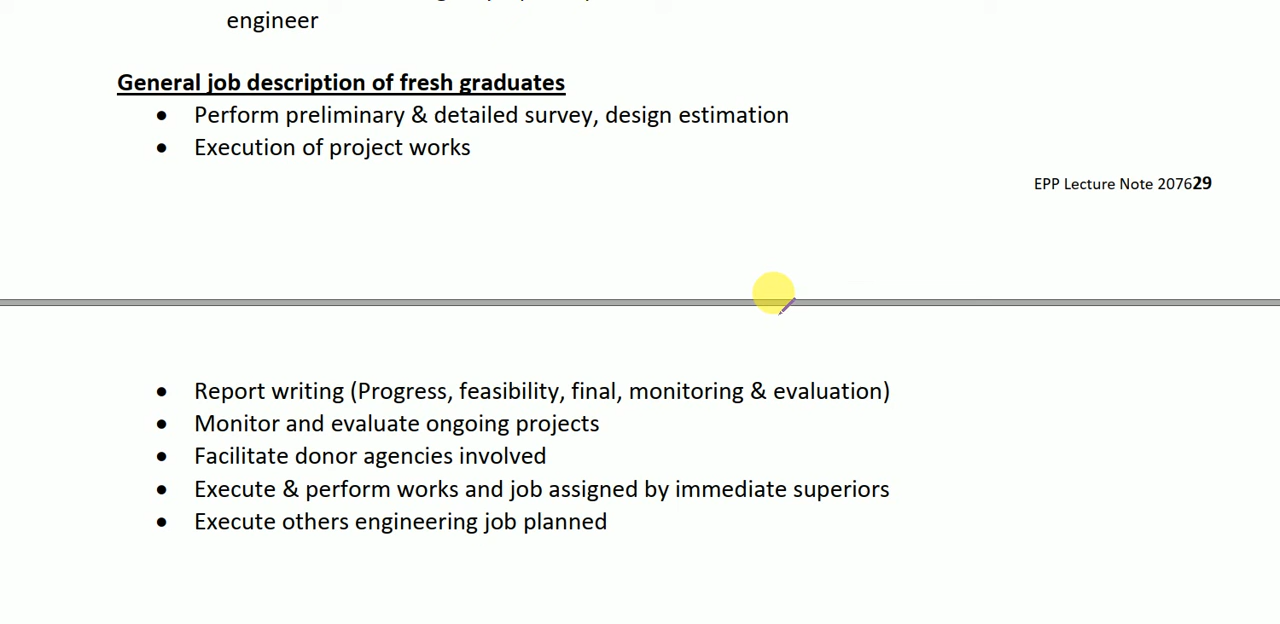 engineer
General job description of fresh graduates
• Perform preliminary & detailed survey, design estimation
• Execution of project works
EPP Lecture Note 207629
• Report writing (Progress, feasibility, final, monitoring & evaluation)
• Monitor and evaluate ongoing projects
• Facilitate donor agencies involved
• Execute & perform works and job assigned by immediate superiors
• Execute others engineering job planned